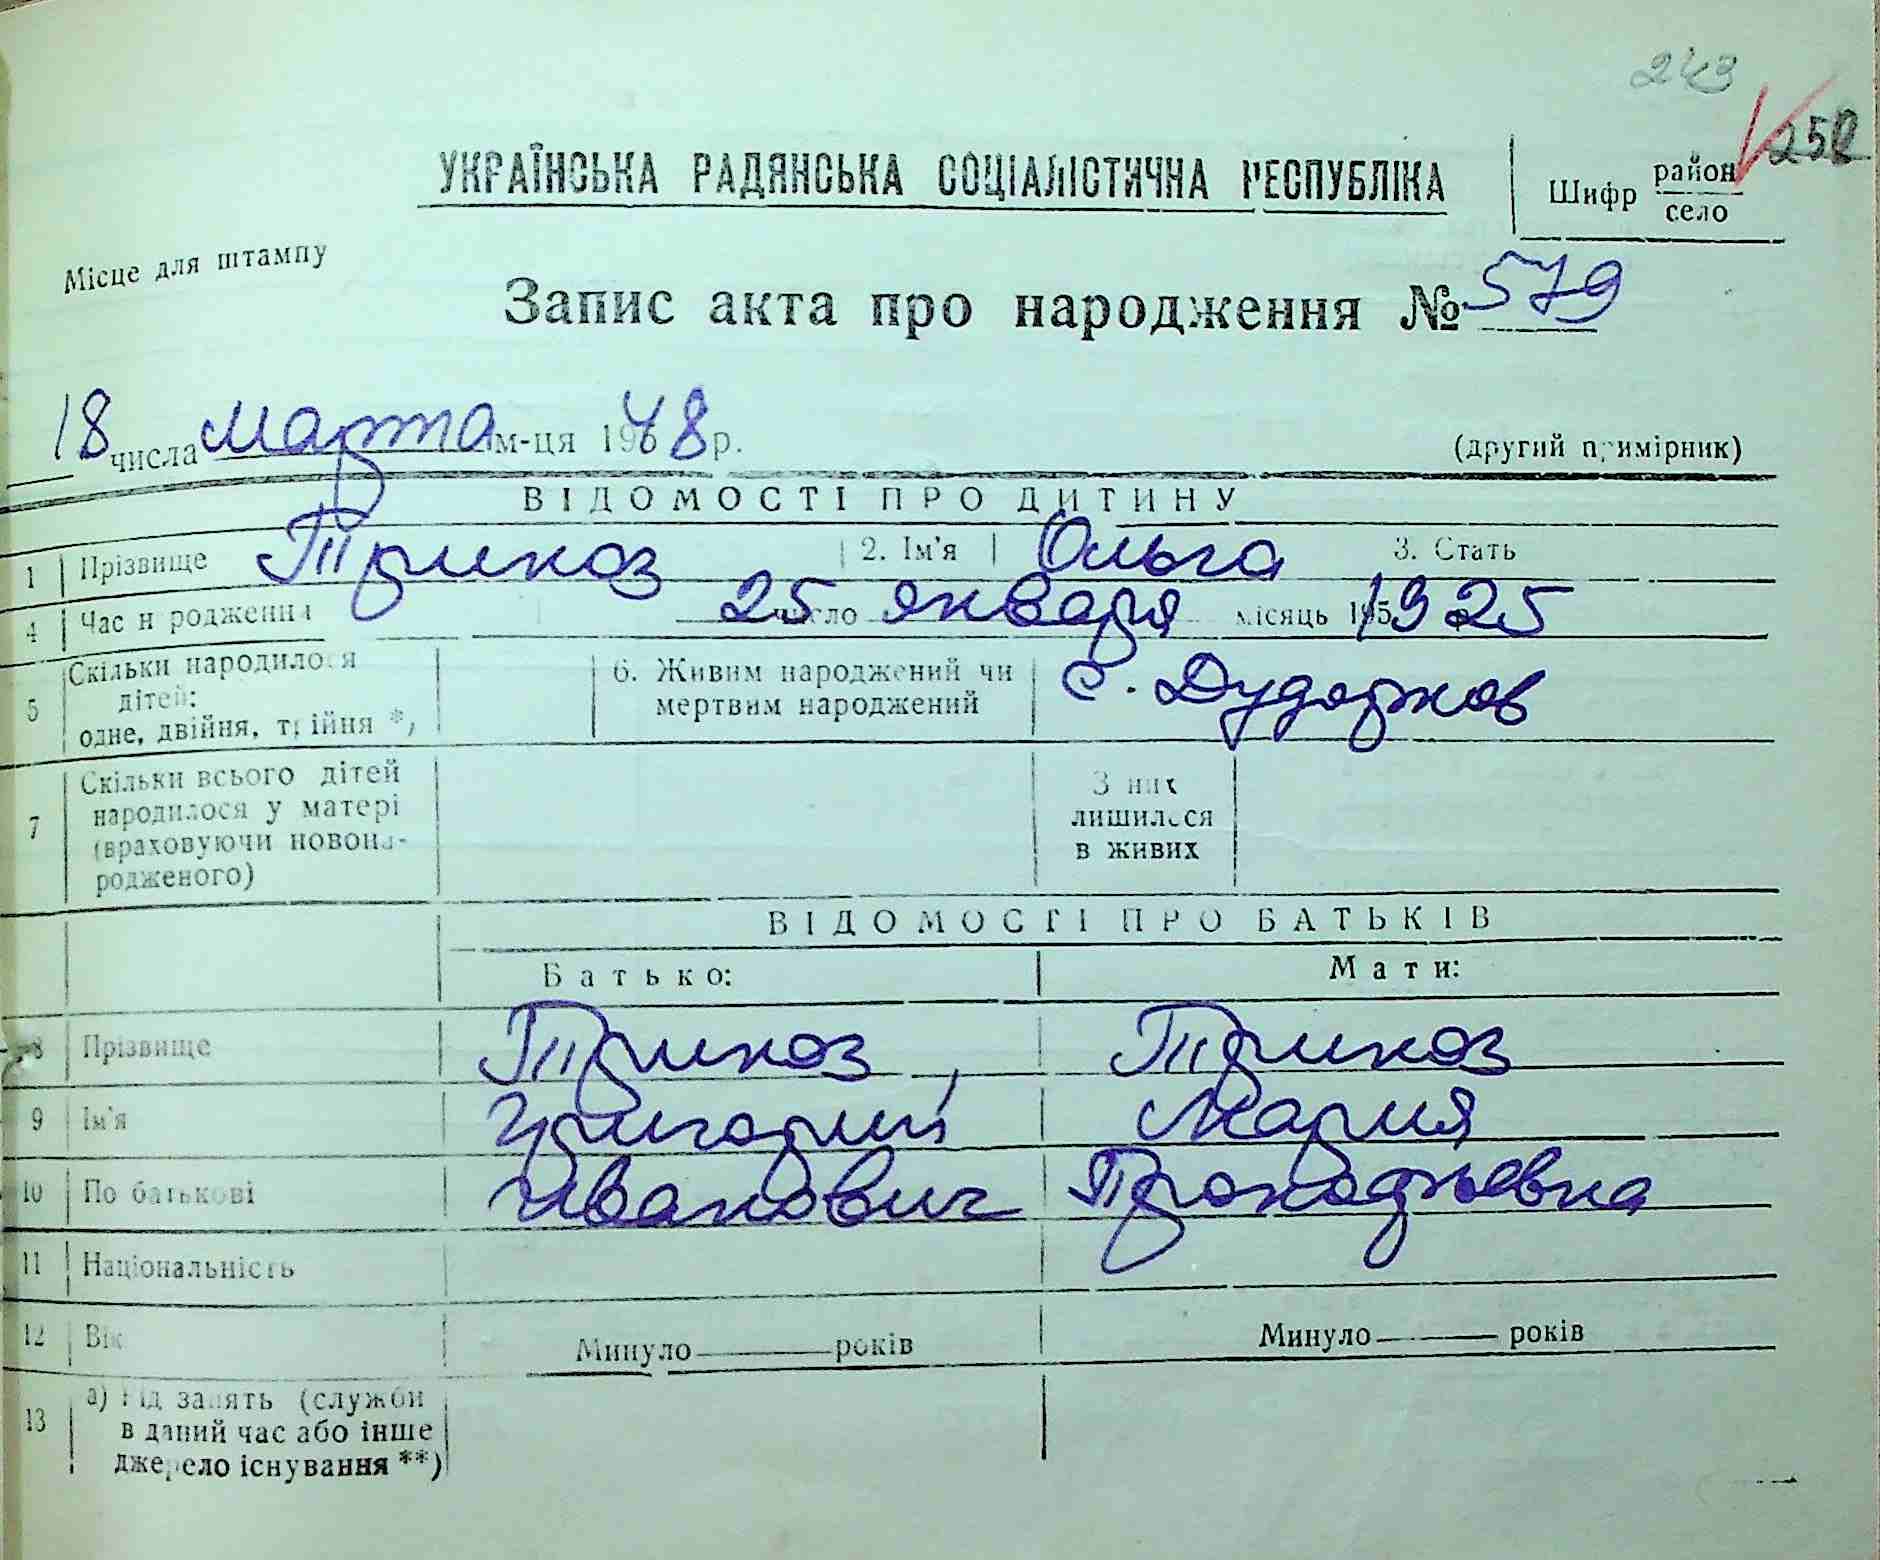 243
252
УКРАЇНСЬКА РАДЯНСЬКА СОЦІАЛІСТИЧНА РЕСПУБЛІКА
Шифр район
село
Місце для штампу
Запис акта про народження № 579
18 числа марта м-ця 1948 р.
(другий примірник)
ВІДОМОСТІ ПРО ДИТИНУ
1 Прізвище Трикоз 2. Ім'я Ольга 3. Стать
4 Час народження 25 число января місяць 1925
5 Скільки народилося дітей: одне, двійня, трійня *) 6. Живим народжений чи мертвим народжений с. Дударков
7 Скільки всього дітей народилося у матері (враховуючи новонародженого) З них лишилося в живих
ВІДОМОСТІ ПРО БАТЬКІВ
Батько: Мати:
8 Прізвище Трикоз Трикоз
9 Ім'я Григорий Мария
10 По батькові Иванович Прокофьевна
11 Національність
12 Вік Минуло років Минуло років
13 а) Рід занять (служби
в даний час або інше
джерело існування **)